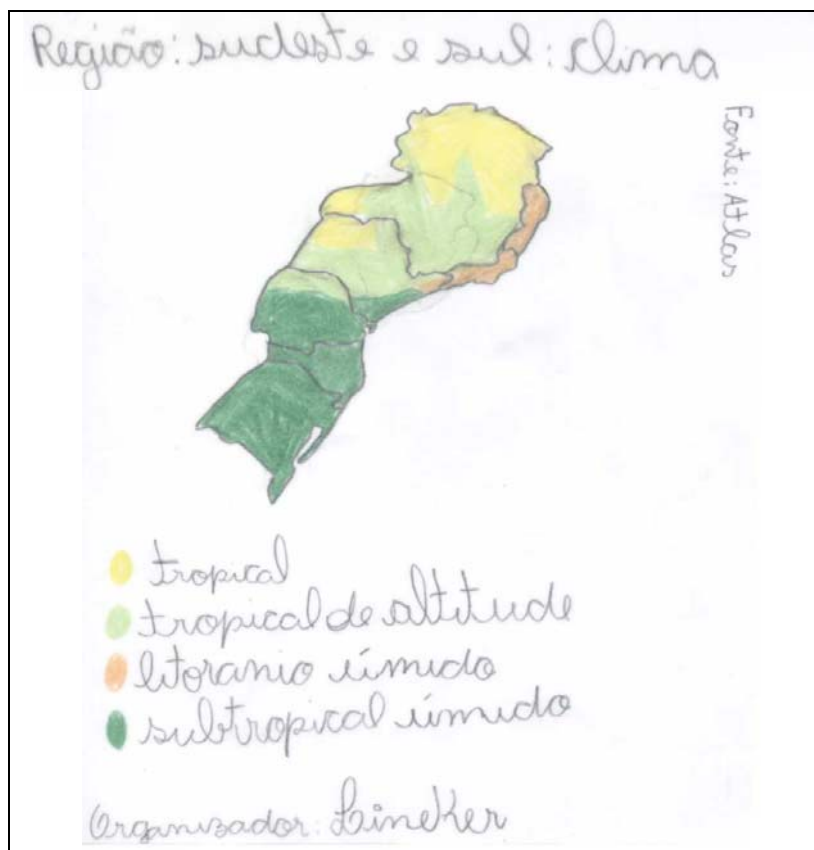 Região: sudeste e sul: clima
Fonte: Atlas
tropical
tropical de altitude
litoranio úmido
subtropical úmido
Organizador: Lineker